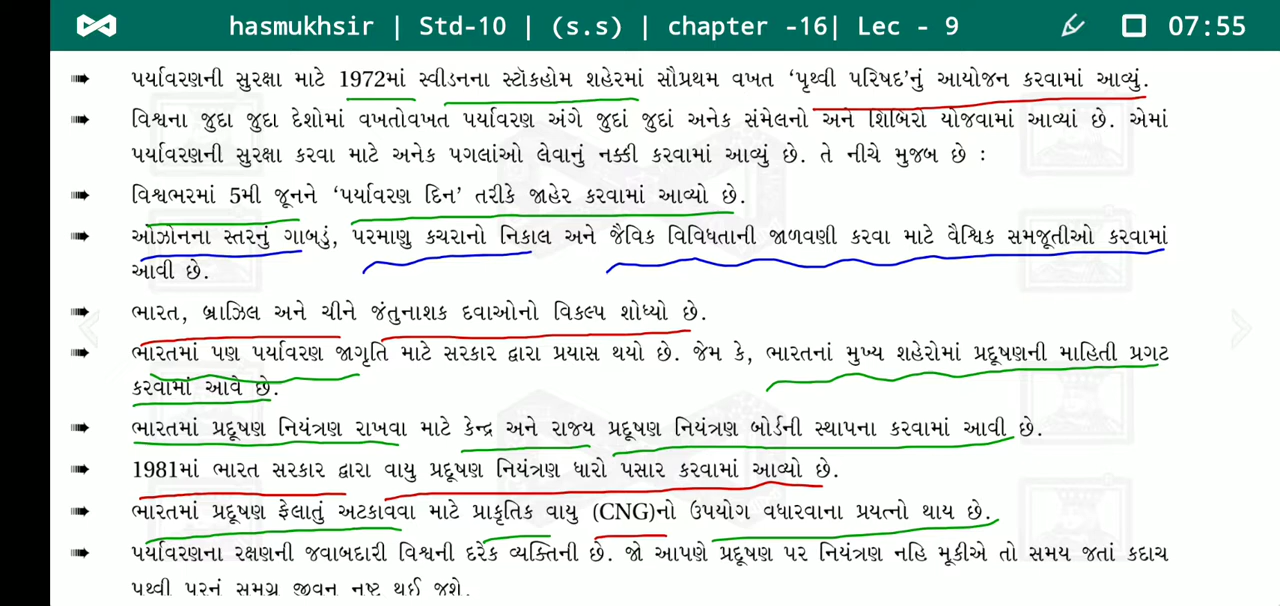 hasmukhsir | Std-10 | (s.s) | chapter -16| Lec - 9
07:55
પર્યાવરણની સુરક્ષા માટે 1972માં સ્વીડનના સ્ટૉકહોમ શહેરમાં સૌપ્રથમ વખત ‘પૃથ્વી પરિષદ’નું આયોજન કરવામાં આવ્યું.
વિશ્વના જુદા જુદા દેશોમાં વખતોવખત પર્યાવરણ અંગે જુદાં જુદાં અનેક સંમેલનો અને શિબિરો યોજવામાં આવ્યાં છે. એમાં
પર્યાવરણની સુરક્ષા કરવા માટે અનેક પગલાંઓ લેવાનું નક્કી કરવામાં આવ્યું છે. તે નીચે મુજબ છે :
વિશ્વભરમાં 5મી જૂનને ‘પર્યાવરણ દિન’ તરીકે જાહેર કરવામાં આવ્યો છે.
ઓઝોનના સ્તરનું ગાબડું, પરમાણુ કચરાનો નિકાલ અને જૈવિક વિવિધતાની જાળવણી કરવા માટે વૈશ્વિક સમજૂતીઓ કરવામાં
આવી છે.
ભારત, બ્રાઝિલ અને ચીને જંતુનાશક દવાઓનો વિકલ્પ શોધ્યો છે.
ભારતમાં પણ પર્યાવરણ જાગૃતિ માટે સરકાર દ્વારા પ્રયાસ થયો છે. જેમ કે, ભારતનાં મુખ્ય શહેરોમાં પ્રદૂષણની માહિતી પ્રગટ
કરવામાં આવે છે.
ભારતમાં પ્રદૂષણ નિયંત્રણ રાખવા માટે કેન્દ્ર અને રાજ્ય પ્રદૂષણ નિયંત્રણ બોર્ડની સ્થાપના કરવામાં આવી છે.
1981માં ભારત સરકાર દ્વારા વાયુ પ્રદૂષણ નિયંત્રણ ધારો પસાર કરવામાં આવ્યો છે.
ભારતમાં પ્રદૂષણ ફેલાતું અટકાવવા માટે પ્રાકૃતિક વાયુ (CNG)નો ઉપયોગ વધારવાના પ્રયત્નો થાય છે.
પર્યાવરણના રક્ષણની જવાબદારી વિશ્વની દરેક વ્યક્તિની છે. જો આપણે પ્રદૂષણ પર નિયંત્રણ નહિ મૂકીએ તો સમય જતાં કદાચ
પૃથ્વી પરનું સમગ્ર જીવન નષ્ટ થઈ જશે.